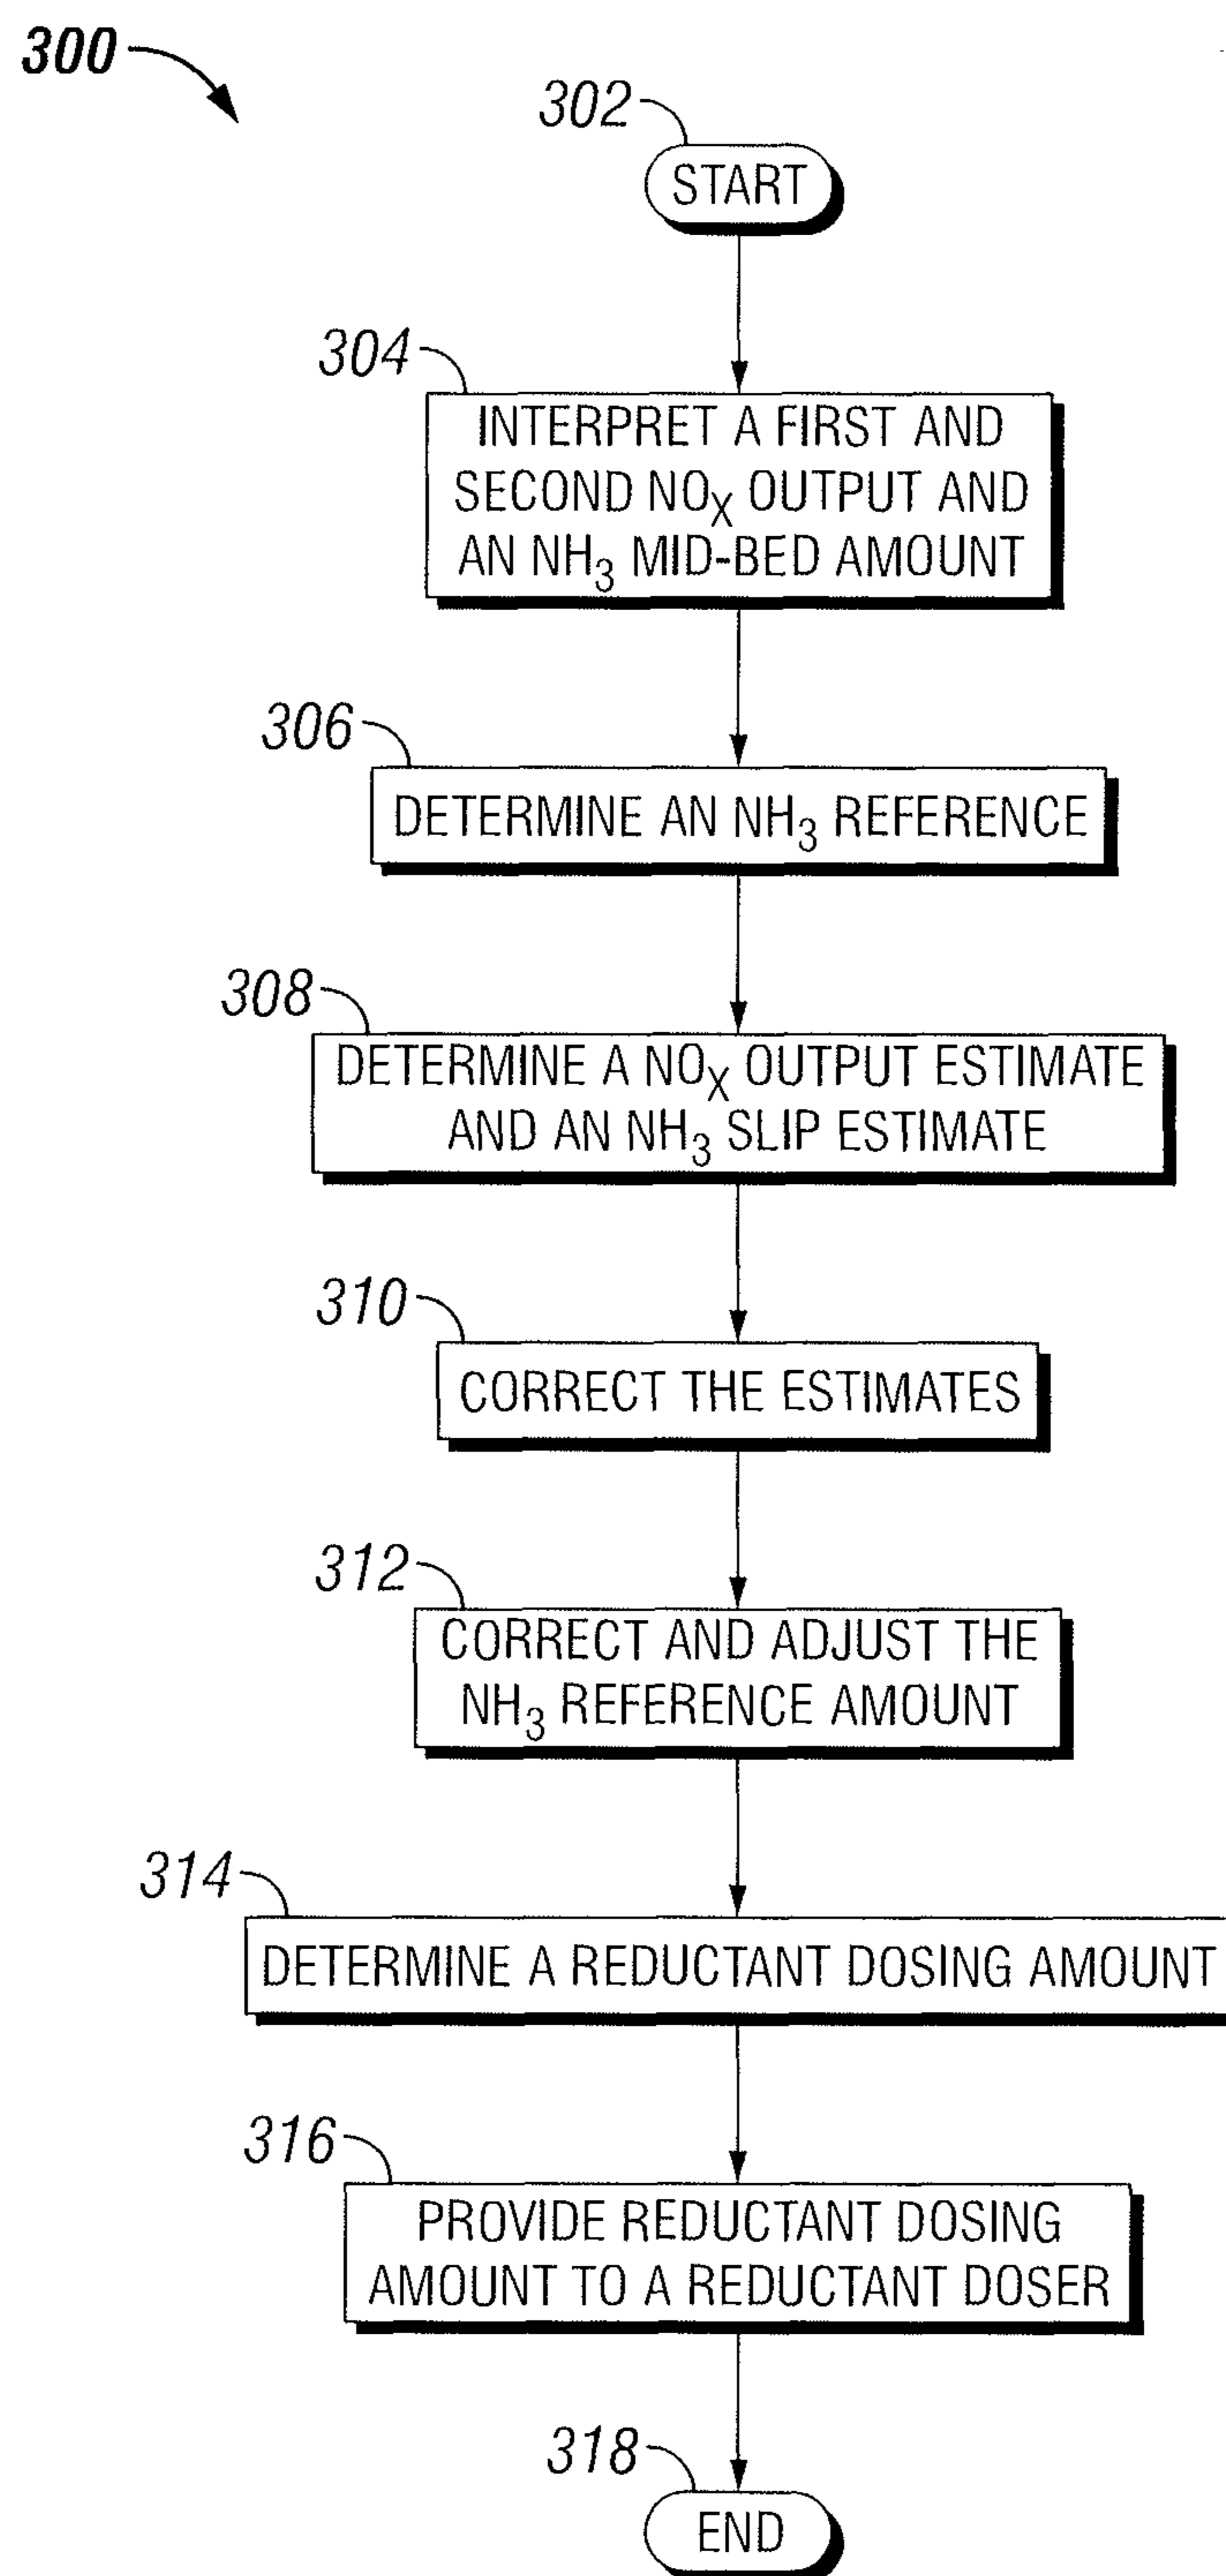 300
302
START
304
INTERPRET A FIRST AND
SECOND NOX OUTPUT AND
AN NH3 MID-BED AMOUNT
306
DETERMINE AN NH3 REFERENCE
308
DETERMINE A NOX OUTPUT ESTIMATE
AND AN NH3 SLIP ESTIMATE
310
CORRECT THE ESTIMATES
312
CORRECT AND ADJUST THE
NH3 REFERENCE AMOUNT
314
DETERMINE A REDUCTANT DOSING AMOUNT
316
PROVIDE REDUCTANT DOSING
AMOUNT TO A REDUCTANT DOSER
318
END